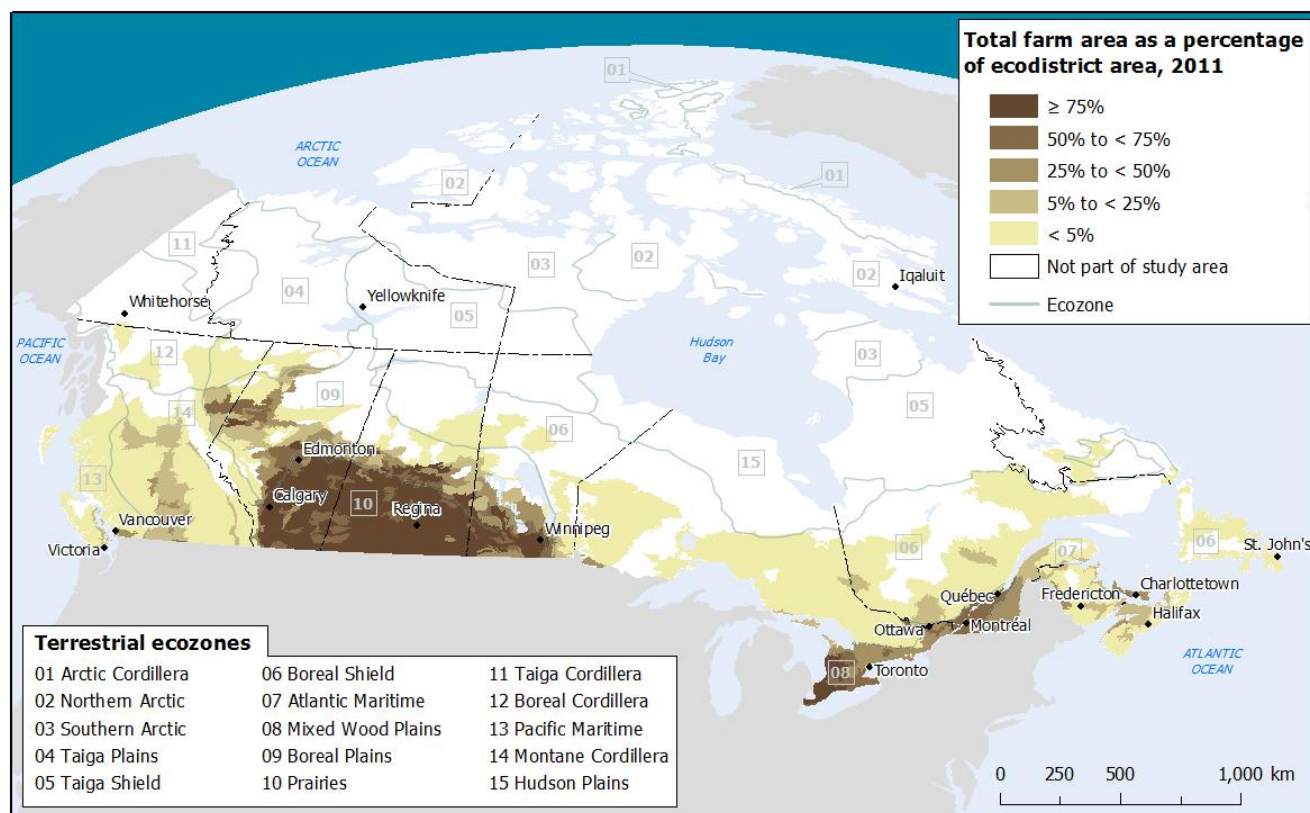 Total farm area as a percentage
of ecodistrict area, 2011
≥ 75%
50% to < 75%
25% to < 50%
5% to < 25%
< 5%
Not part of study area
Ecozone
01
ARCTIC
OCEAN
02
01
11
03
02
02
Iqaluit
04
Yellowknife
Whitehorse
05
PACIFIC
OCEAN
12
Hudson
Bay
03
09
05
14
06
Edmonton
15
13
Calgary
10
Regina
Vancouver
Winnipeg
Victoria
06
07
06
St. John's
Québec
Fredericton
Charlottetown
Ottawa
Montréal
Halifax
08
Toronto
ATLANTIC
OCEAN
Terrestrial ecozones
01 Arctic Cordillera
02 Northern Arctic
03 Southern Arctic
04 Taiga Plains
05 Taiga Shield
06 Boreal Shield
07 Atlantic Maritime
08 Mixed Wood Plains
09 Boreal Plains
10 Prairies
11 Taiga Cordillera
12 Boreal Cordillera
13 Pacific Maritime
14 Montane Cordillera
15 Hudson Plains
0 250 500 1,000 km